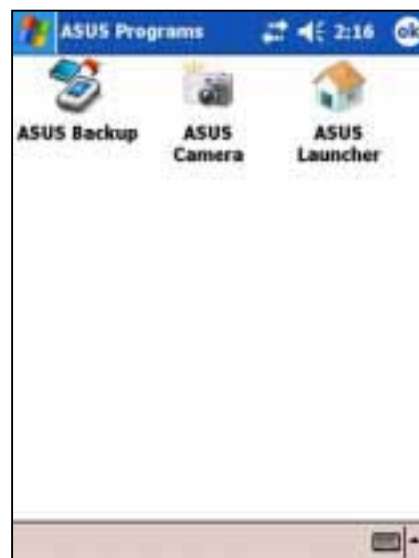 ASUS Programs 2:16 ok
ASUS Backup
ASUS
Camera
ASUS
Launcher